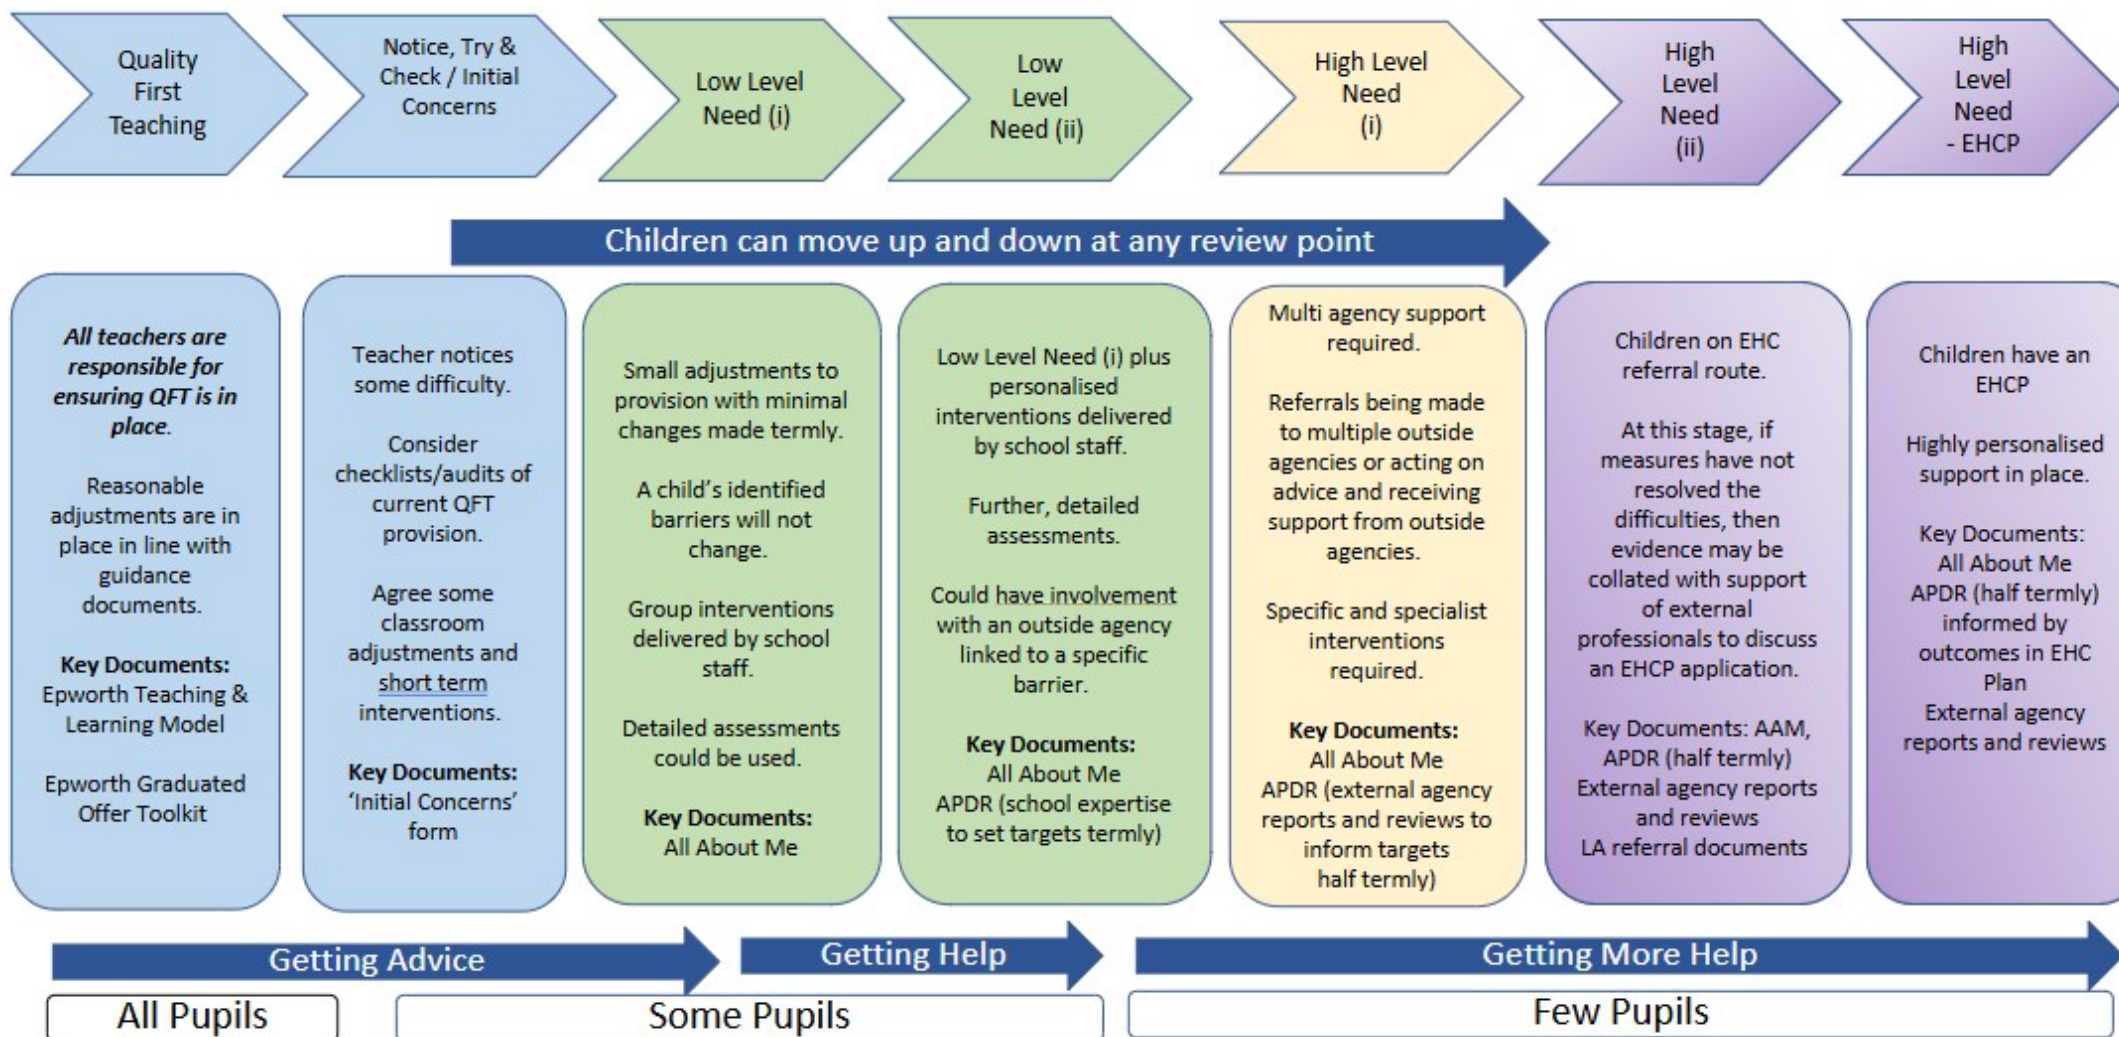 Quality
First
Teaching
Notice, Try &
Check / Initial
Concerns
Low Level
Need (i)
Low
Level
Need (ii)
High Level
Need
(i)
High
Level
Need
(ii)
High
Level
Need
- EHCP
Children can move up and down at any review point
All teachers are
responsible for
ensuring QFT is in
place.
Reasonable
adjustments are in
place in line with
guidance
documents.
Key Documents:
Epworth Teaching &
Learning Model
Epworth Graduated
Offer Toolkit
Teacher notices
some difficulty.
Consider
checklists/audits of
current QFT
provision.
Agree some
classroom
adjustments and
short term
interventions.
Key Documents:
‘Initial Concerns’
form
Small adjustments to
provision with minimal
changes made termly.
A child’s identified
barriers will not
change.
Group interventions
delivered by school
staff.
Detailed assessments
could be used.
Key Documents:
All About Me
Low Level Need (i) plus
personalised
interventions delivered
by school staff.
Further, detailed
assessments.
Could have involvement
with an outside agency
linked to a specific
barrier.
Key Documents:
All About Me
APDR (school expertise
to set targets termly)
Multi agency support
required.
Referrals being made
to multiple outside
agencies or acting on
advice and receiving
support from outside
agencies.
Specific and specialist
interventions
required.
Key Documents:
All About Me
APDR (external agency
reports and reviews to
inform targets
half termly)
Children on EHC
referral route.
At this stage, if
measures have not
resolved the
difficulties, then
evidence may be
collated with support
of external
professionals to discuss
an EHCP application.
Key Documents: AAM,
APDR (half termly)
External agency reports
and reviews
LA referral documents
Children have an
EHCP
Highly personalised
support in place.
Key Documents:
All About Me
APDR (half termly)
informed by
outcomes in EHC
Plan
External agency
reports and reviews
Getting Advice
Getting Help
Getting More Help
All Pupils
Some Pupils
Few Pupils